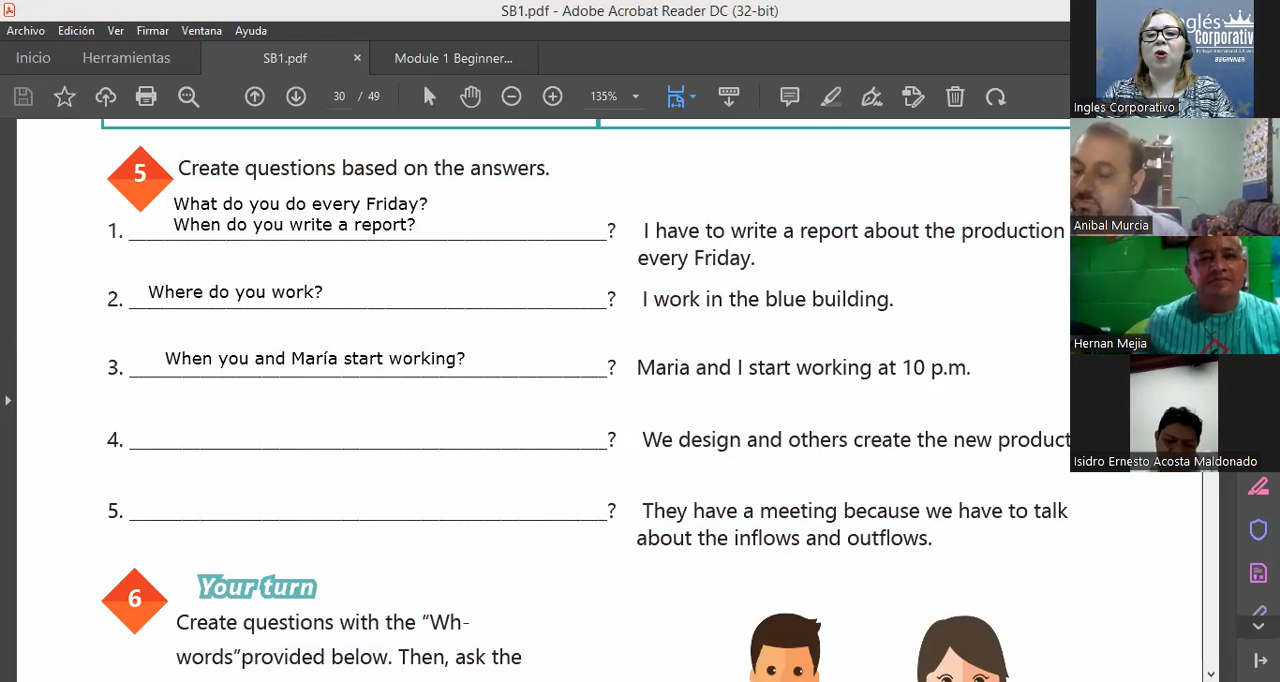 SB1.pdf - Adobe Acrobat Reader DC (32-bit)
Archivo Edición Ver Firmar Ventana Ayuda
Inicio Herramientas SB1.pdf × Module 1 Beginner...
30 / 49 135%
Inglés
Corporativo
BEGINNER
Ingles Corporativo I
Anibal Murcia
Hernan Mejia
Isidro Ernesto Acosta Maldonado
5 Create questions based on the answers.
What do you do every Friday?
When do you write a report?
1. ? I have to write a report about the production
every Friday.
Where do you work?
2. ? I work in the blue building.
When you and María start working?
3. ? Maria and I start working at 10 p.m.
4. ? We design and others create the new product
5. ? They have a meeting because we have to talk
about the inflows and outflows.
6 Your turn
Create questions with the “Wh-
words”provided below. Then, ask the